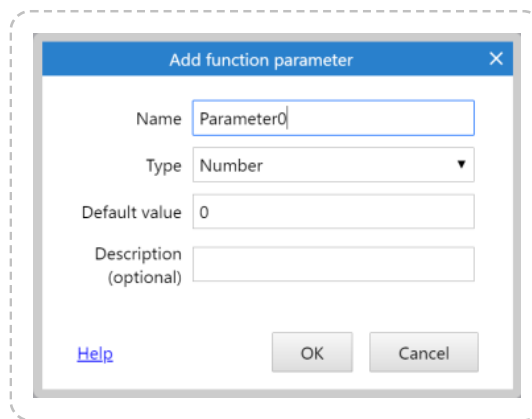 Add function parameter
Name Parameter0
Type Number
Default value 0
Description
(optional)
Help OK Cancel